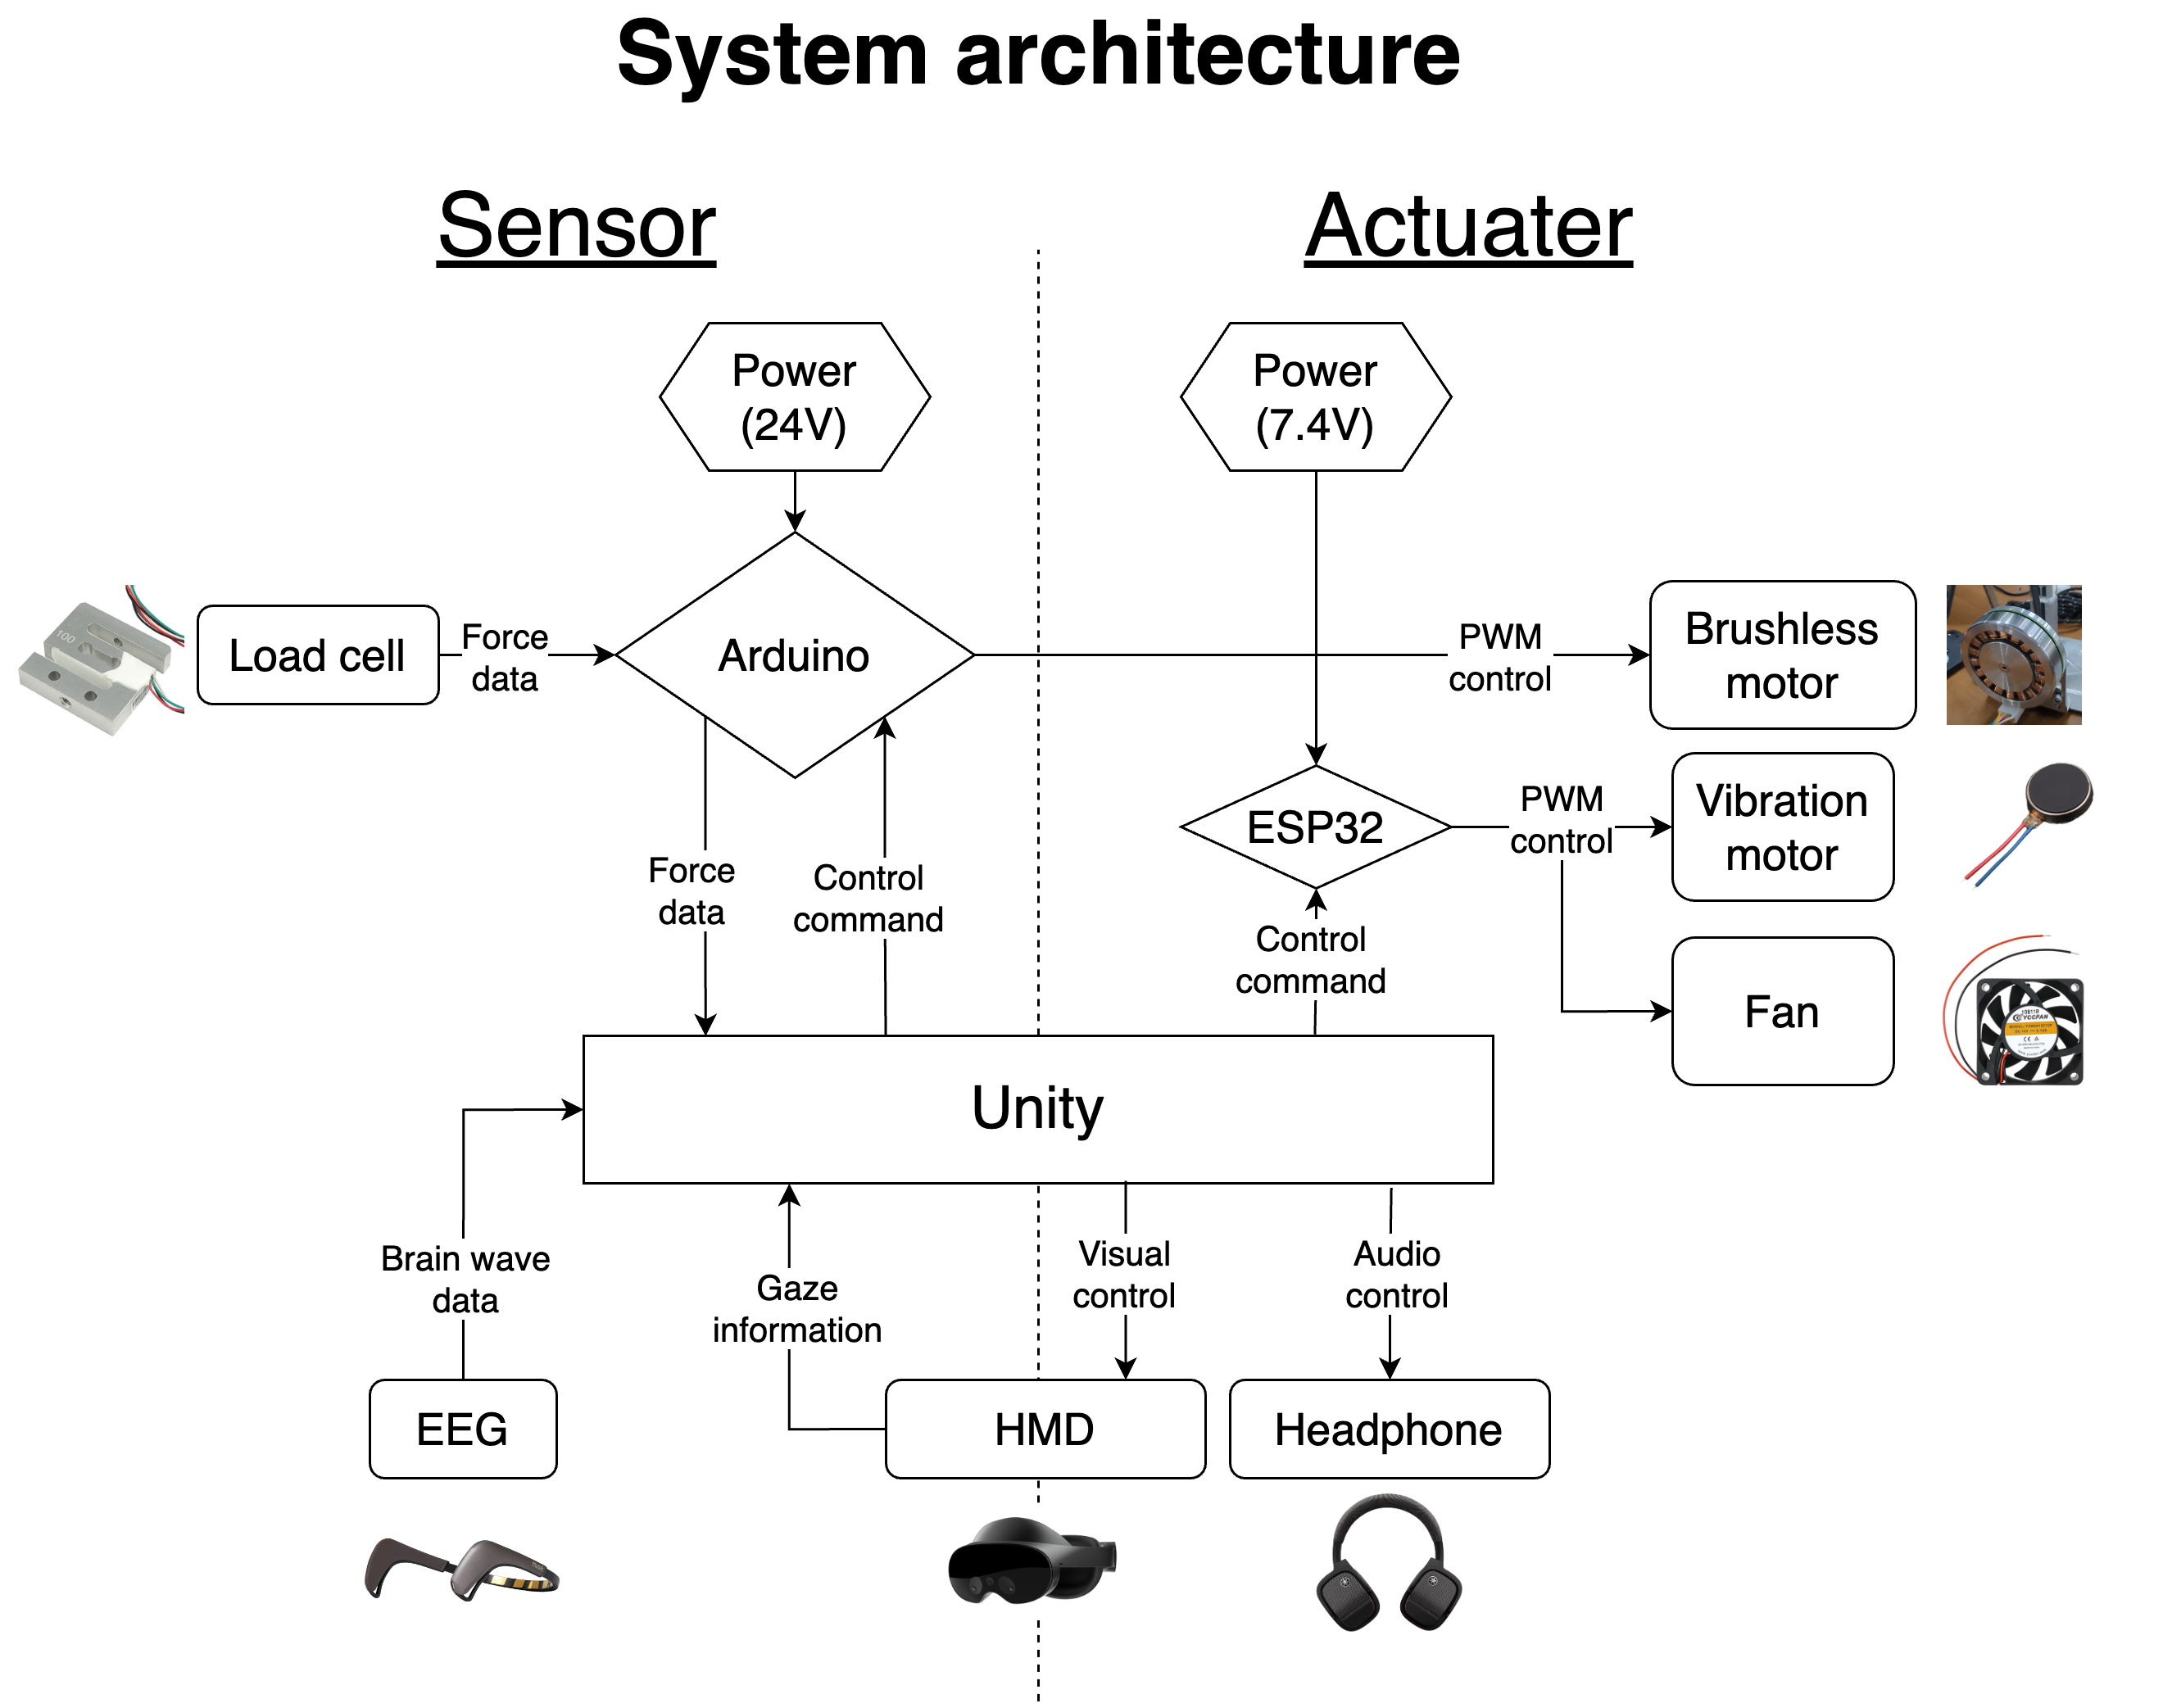 System architecture
Sensor
Actuater
Power
(24V)
Power
(7.4V)
100
Load cell
Force
data
Arduino
PWM
control
Brushless
motor
ESP32
PWM
control
Vibration
motor
Force
data
Control
command
Control
command
Fan
YCCFAN
Unity
Brain wave
data
Gaze
information
Visual
control
Audio
control
EEG
HMD
Headphone